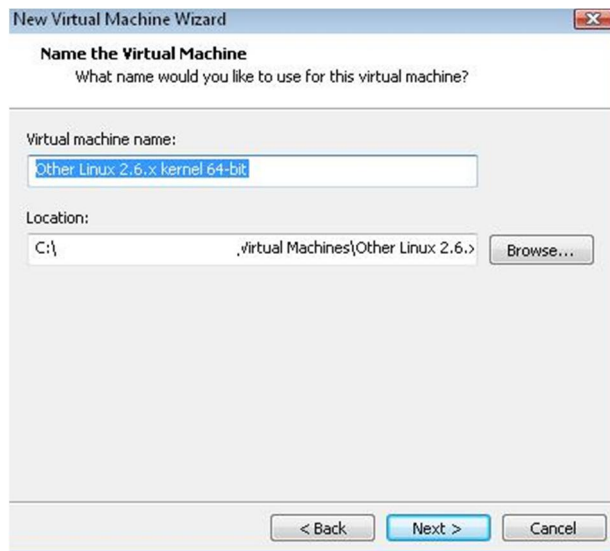 New Virtual Machine Wizard
Name the Virtual Machine
What name would you like to use for this virtual machine?
Virtual machine name:
Other Linux 2.6.x kernel 64-bit
Location:
C:\ Virtual Machines\Other Linux 2.6.x
Browse...
< Back Next > Cancel